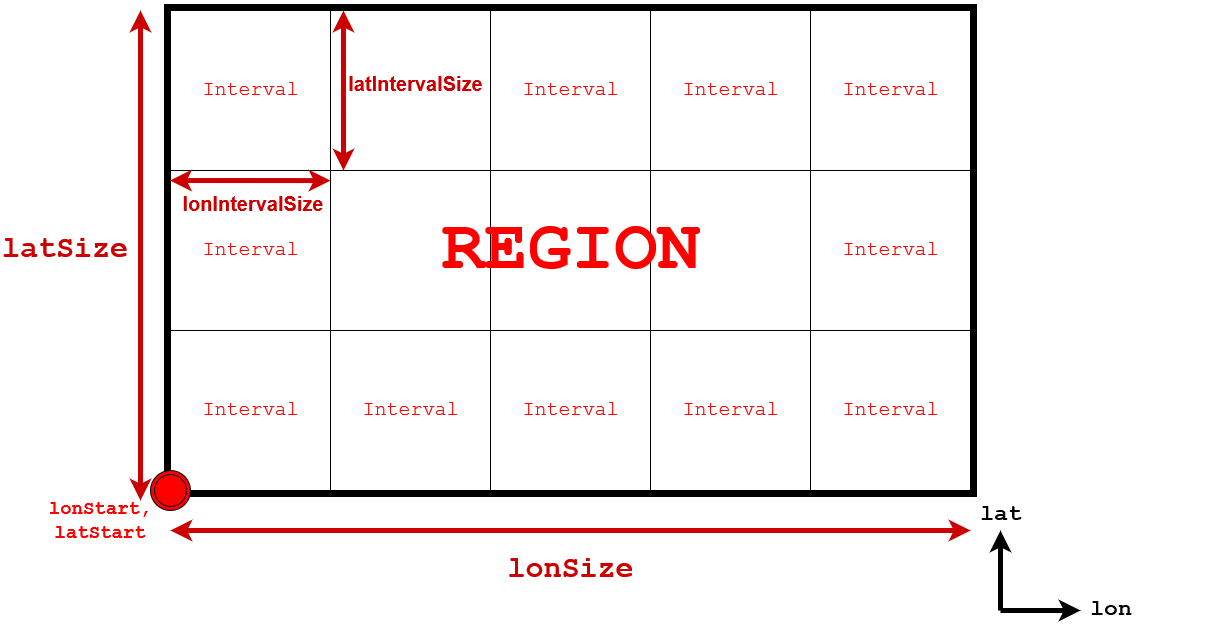 Interval
latIntervalSize
Interval
Interval
Interval
lonIntervalSize
latSize
Interval
REGION
Interval
Interval
Interval
Interval
Interval
Interval
lonStart,
latStart
lonSize
lat
lon